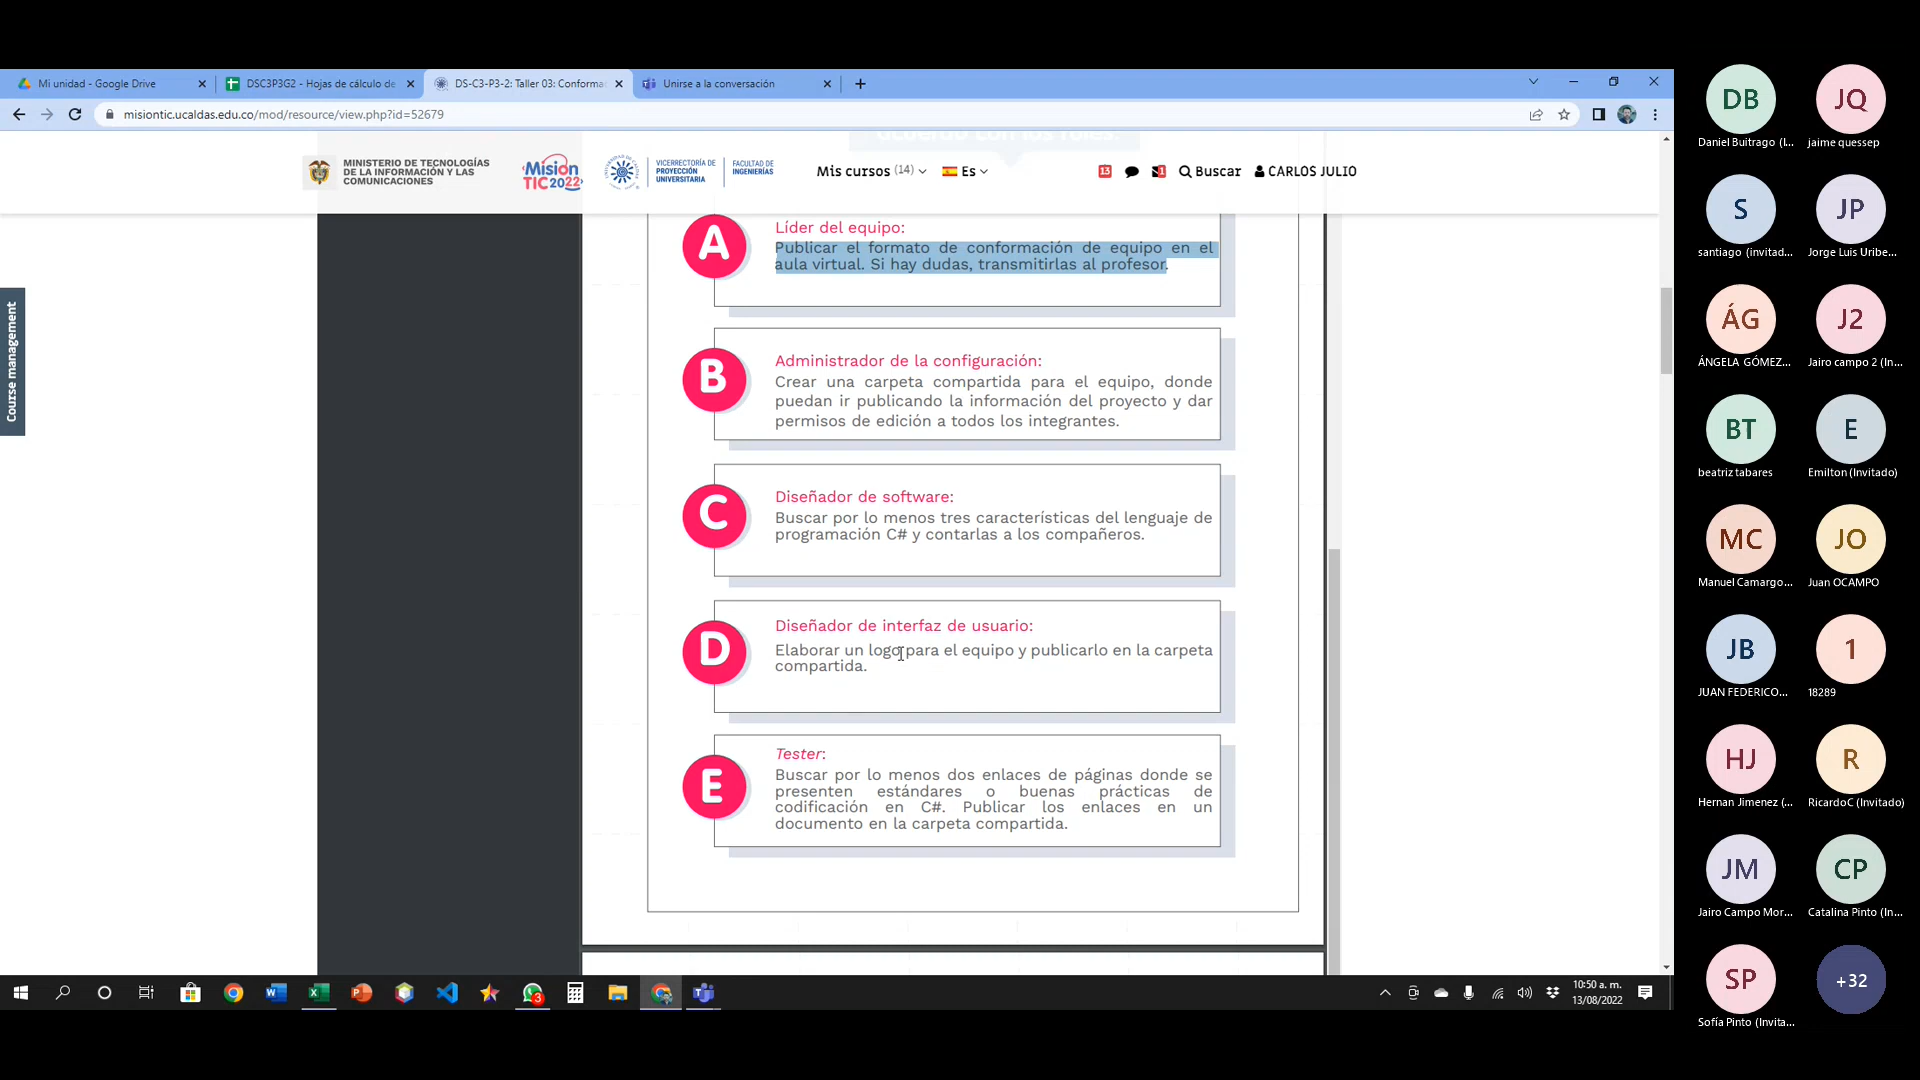 Mi unidad - Google Drive
DSC3P3G2 - Hojas de cálculo de
DS-C3-P3-2: Taller 03: Conforma
Unirse a la conversación
misiontic.ucaldas.edu.co/mod/resource/view.php?id=52679
acuerdo con los roles.
MINISTERIO DE TECNOLOGÍAS
DE LA INFORMACIÓN Y LAS
COMUNICACIONES
Misión
TIC2022
VICERRECTORÍA DE
PROYECCIÓN
UNIVERSITARIA
FACULTAD DE
INGENIERÍAS
Mis cursos (14)
Es
13
1
Buscar
CARLOS JULIO
Course management
A
Líder del equipo:
Publicar el formato de conformación de equipo en el
aula virtual. Si hay dudas, transmitirlas al profesor.
B
Administrador de la configuración:
Crear una carpeta compartida para el equipo, donde
puedan ir publicando la información del proyecto y dar
permisos de edición a todos los integrantes.
C
Diseñador de software:
Buscar por lo menos tres características del lenguaje de
programación C# y contarlas a los compañeros.
D
Diseñador de interfaz de usuario:
Elaborar un logo para el equipo y publicarlo en la carpeta
compartida.
E
Tester:
Buscar por lo menos dos enlaces de páginas donde se
presenten estándares o buenas prácticas de
codificación en C#. Publicar los enlaces en un
documento en la carpeta compartida.
3
10:50 a. m.
13/08/2022
DB
Daniel Buitrago (I...
JQ
jaime quessep
S
santiago (invitad...
JP
Jorge Luis Uribe...
ÁG
ÁNGELA GÓMEZ...
J2
Jairo campo 2 (In...
BT
beatriz tabares
E
Emilton (Invitado)
MC
Manuel Camargo...
JO
Juan OCAMPO
JB
JUAN FEDERICO...
1
18289
HJ
Hernan Jimenez (...
R
RicardoC (Invitado)
JM
Jairo Campo Mor...
CP
Catalina Pinto (In...
SP
Sofía Pinto (Invita...
+32